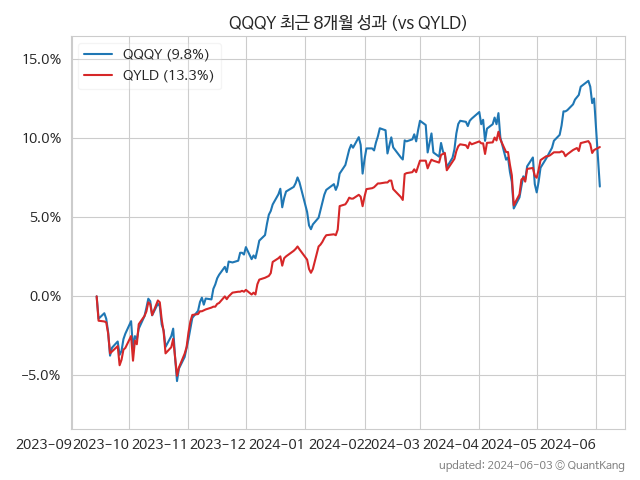 QQQY 최근 8개월 성과 (vs QYLD)
QQQY (9.8%)
QYLD (13.3%)
15.0%
10.0%
5.0%
0.0%
−5.0%
2023-09 2023-10 2023-11 2023-12 2024-01 2024-02 2024-03 2024-04 2024-05 2024-06
updated: 2024-06-03 © QuantKang